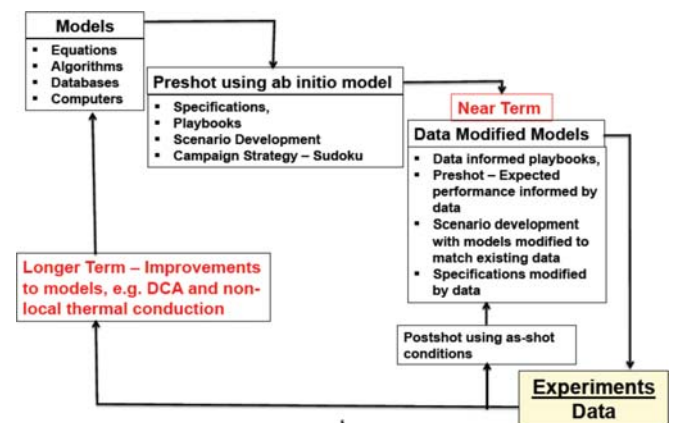 Models
▪ Equations
▪ Algorithms
▪ Databases
▪ Computers
Preshot using ab initio model
▪ Specifications,
▪ Playbooks
▪ Scenario Development
▪ Campaign Strategy – Sudoku
Near Term
Data Modified Models
▪ Data informed playbooks,
▪ Preshot – Expected
performance informed by
data
▪ Scenario development
with models modified to
match existing data
▪ Specifications modified
by data
Longer Term – Improvements
to models, e.g. DCA and non-
local thermal conduction
Postshot using as-shot
conditions
Experiments
Data